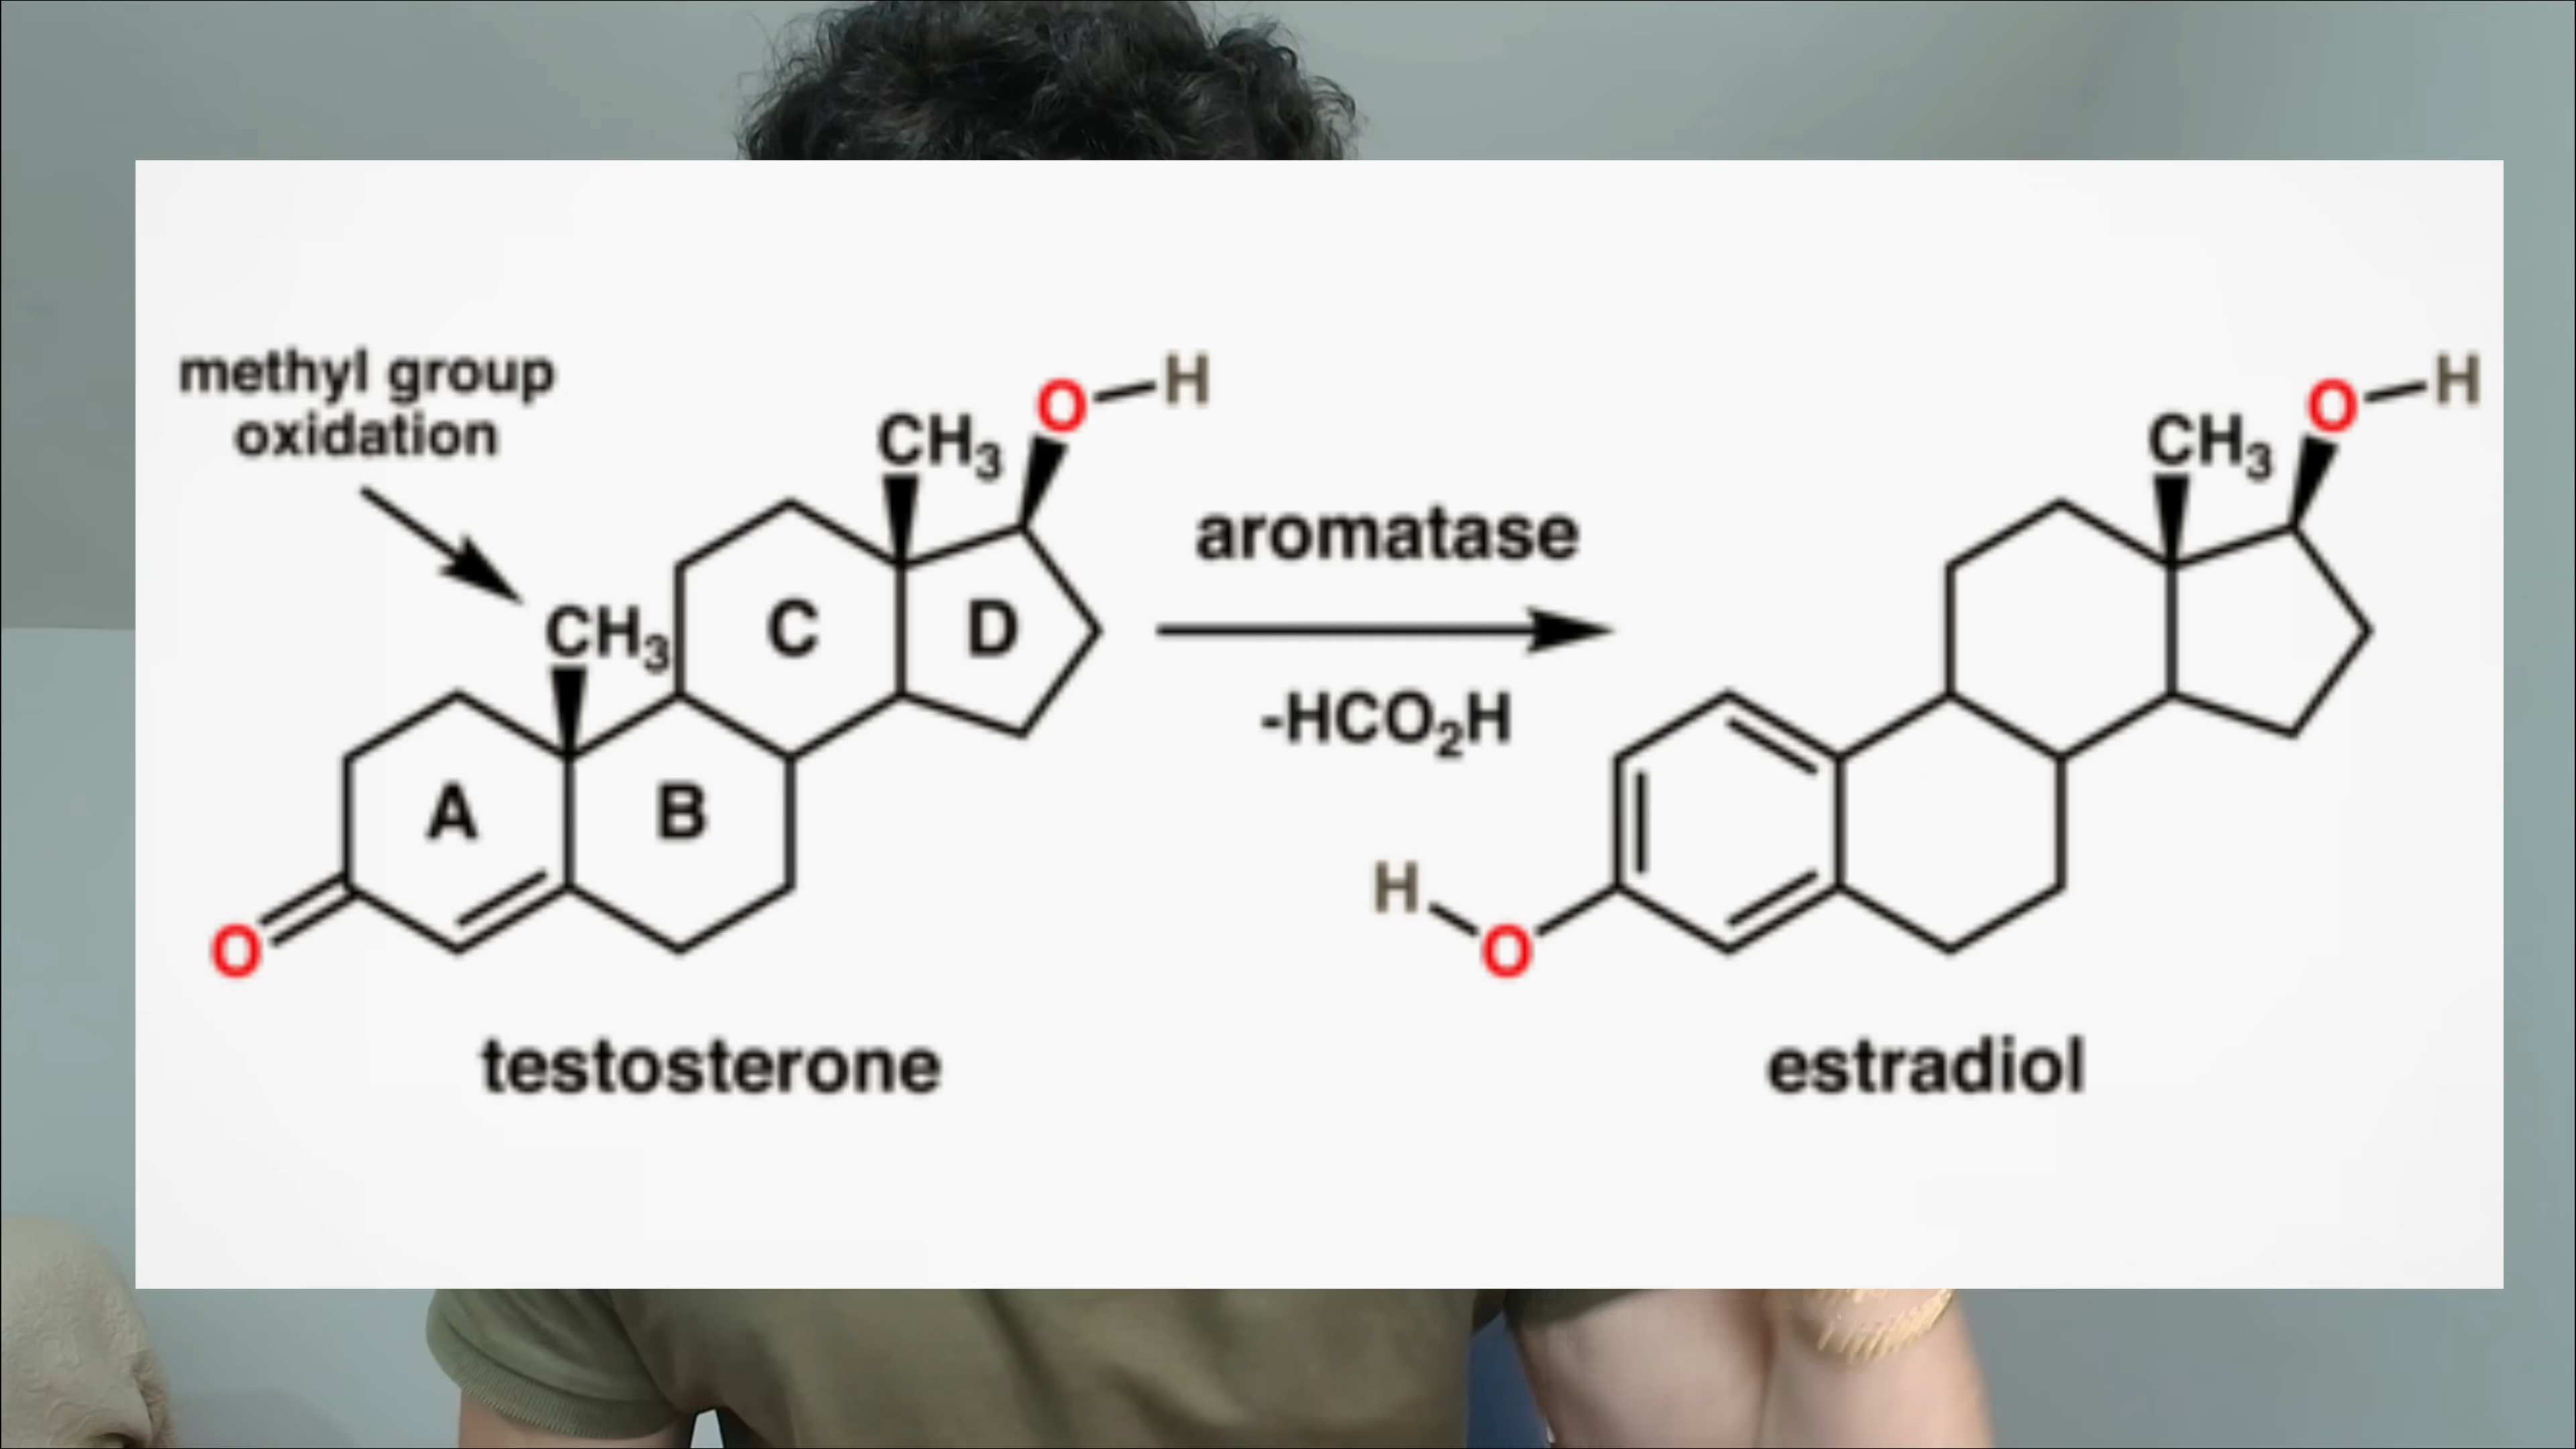 methyl group
oxidation
CH₃
O
H
CH₃
A
B
C
D
O
testosterone
aromatase
-HCO₂H
CH₃
O
H
H
O
estradiol